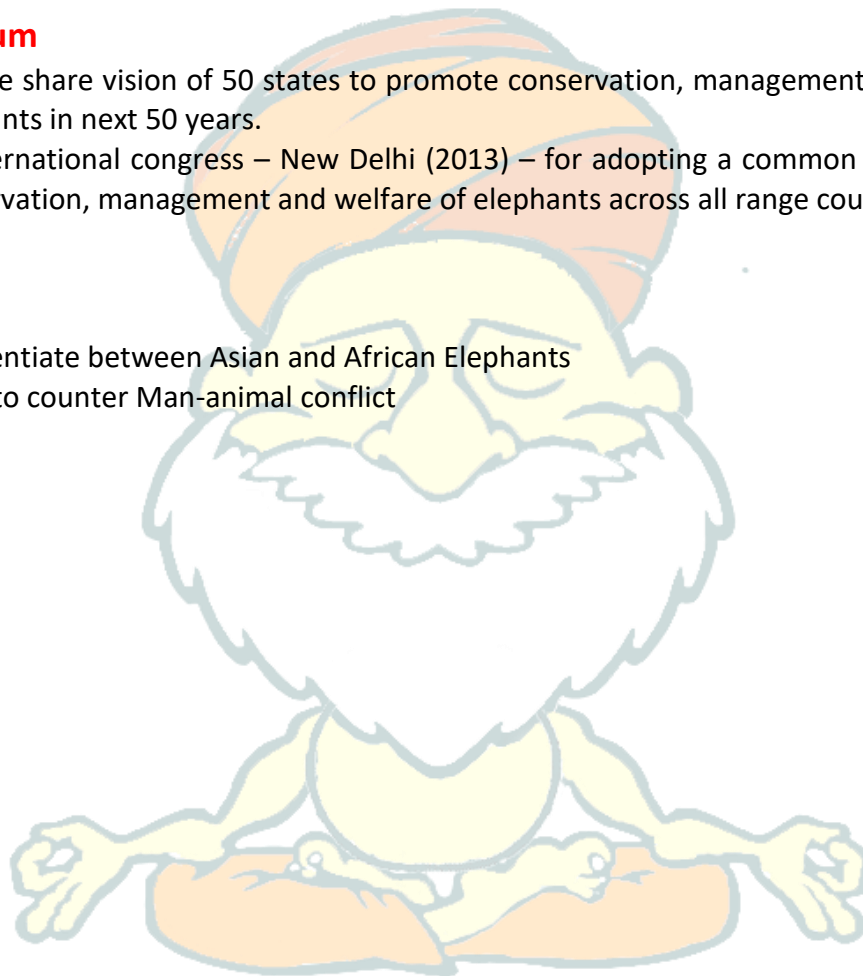 um
e share vision of 50 states to promote conservation, management
nts in next 50 years.
ernational congress – New Delhi (2013) – for adopting a common
rvation, management and welfare of elephants across all range cou
entiate between Asian and African Elephants
to counter Man-animal conflict